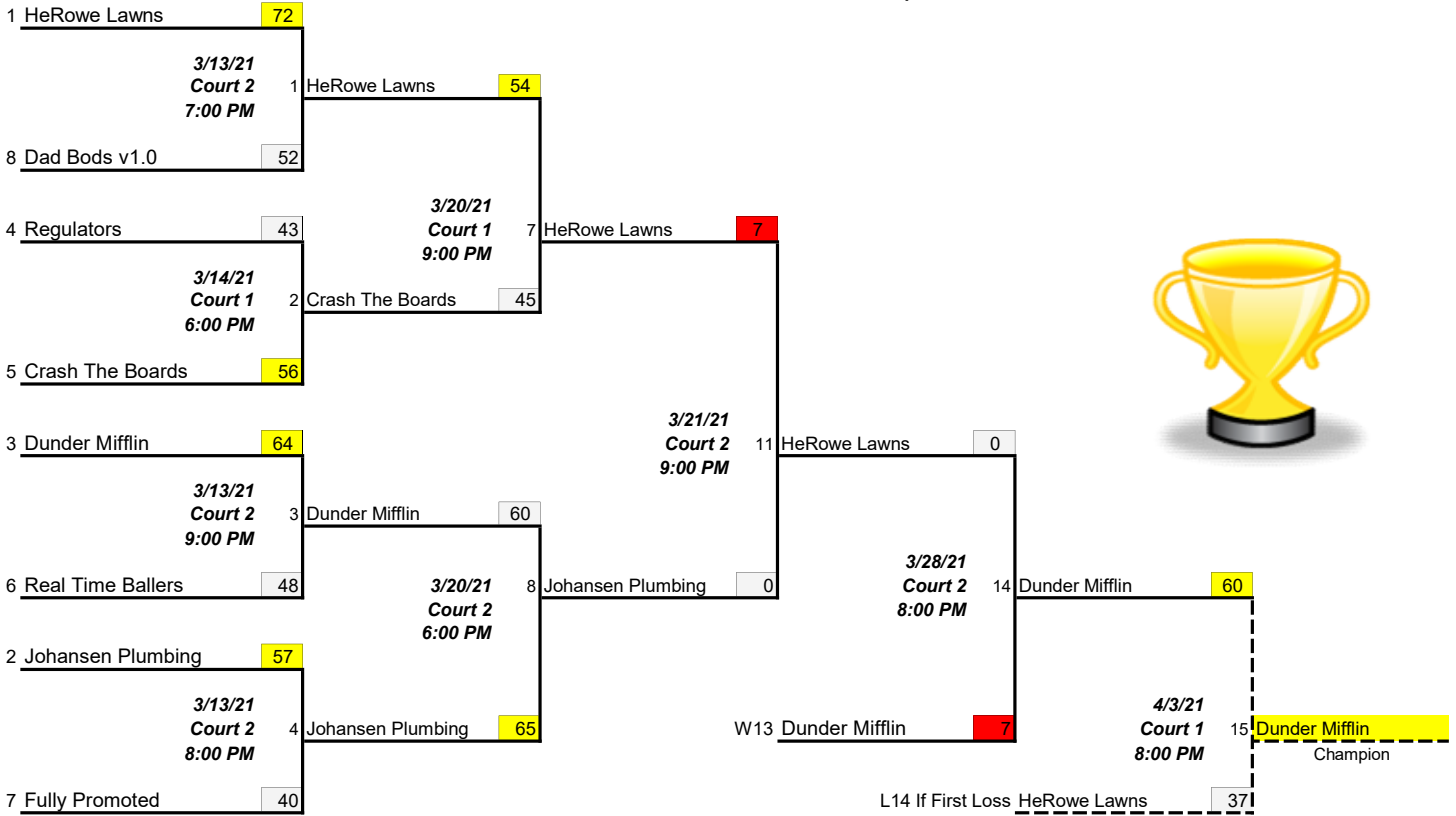 1 HeRowe Lawns 72
3/13/21
Court 2 1 HeRowe Lawns 54
7:00 PM
8 Dad Bods v1.0 52
3/20/21
4 Regulators 43 Court 1 7 HeRowe Lawns 7
9:00 PM
3/14/21
Court 1 2 Crash The Boards 45
6:00 PM
5 Crash The Boards 56
3/21/21
3 Dunder Mifflin 64 Court 2 11 HeRowe Lawns 0
9:00 PM
3/13/21
Court 2 3 Dunder Mifflin 60
9:00 PM
3/28/21
6 Real Time Ballers 48 3/20/21 8 Johansen Plumbing 0 Court 2 14 Dunder Mifflin 60
Court 2 8:00 PM
6:00 PM
2 Johansen Plumbing 57
3/13/21 4/3/21
Court 2 4 Johansen Plumbing 65 W13 Dunder Mifflin 7 Court 1 15 Dunder Mifflin
8:00 PM 8:00 PM Champion
7 Fully Promoted 40 L14 If First Loss HeRowe Lawns 37